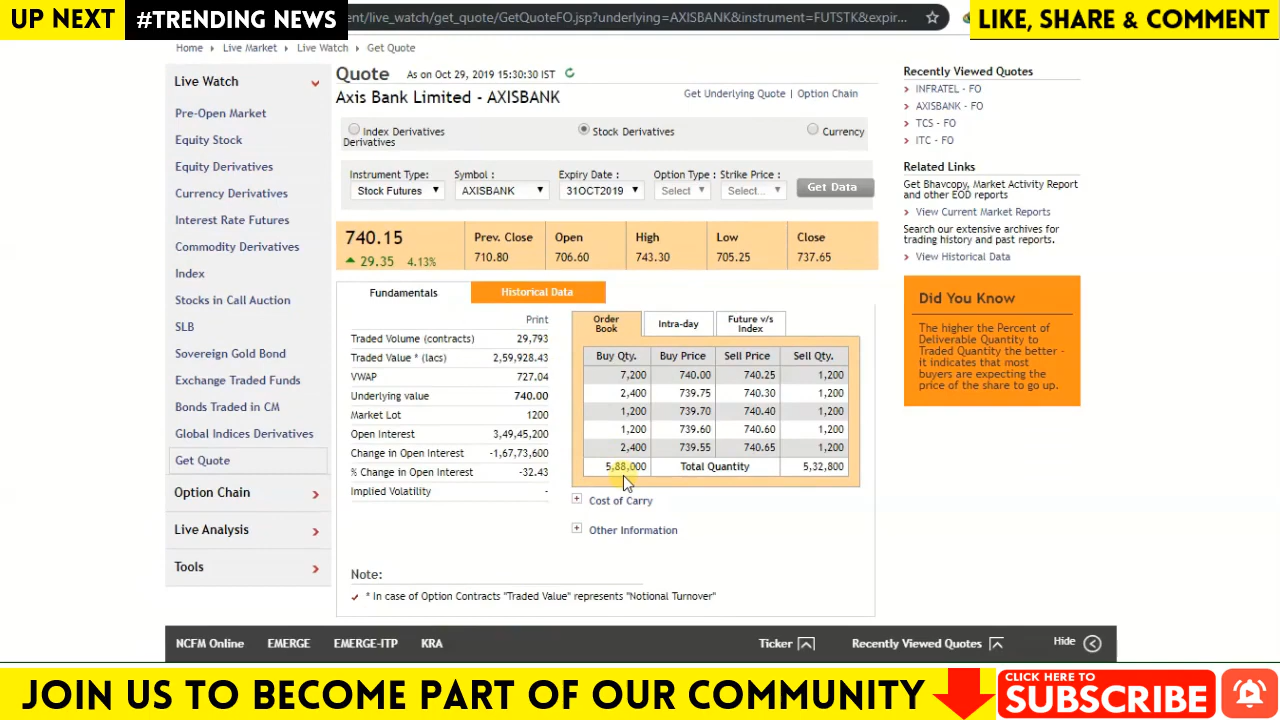 UP NEXT
#TRENDING NEWS
ent/live_watch/get_quote/GetQuoteFO.jsp?underlying=AXISBANK&instrument=FUTSTK&expir...
LIKE, SHARE & COMMENT
Home › Live Market › Live Watch › Get Quote
Live Watch
Pre-Open Market
Equity Stock
Equity Derivatives
Currency Derivatives
Interest Rate Futures
Commodity Derivatives
Index
Stocks in Call Auction
SLB
Sovereign Gold Bond
Exchange Traded Funds
Bonds Traded in CM
Global Indices Derivatives
Get Quote
Option Chain
Live Analysis
Tools
Quote As on Oct 29, 2019 15:30:30 IST
Axis Bank Limited - AXISBANK
Get Underlying Quote | Option Chain
Index Derivatives Stock Derivatives Currency
Derivatives
Instrument Type: Symbol : Expiry Date : Option Type : Strike Price :
Stock Futures AXISBANK 31OCT2019 Select Select... Get Data
740.15 Prev. Close Open High Low Close
29.35 4.13% 710.80 706.60 743.30 705.25 737.65
Fundamentals Historical Data
Print
Traded Volume (contracts) 29,793
Traded Value * (lacs) 2,59,928.43
VWAP 727.04
Underlying value 740.00
Market Lot 1200
Open Interest 3,49,45,200
Change in Open Interest -1,67,73,600
% Change in Open Interest -32.43
Implied Volatility -
Order Book Intra-day Future v/s Index
Buy Qty. Buy Price Sell Price Sell Qty.
7,200 740.00 740.25 1,200
2,400 739.75 740.30 1,200
1,200 739.70 740.40 1,200
1,200 739.60 740.60 1,200
2,400 739.55 740.65 1,200
5,88,000 Total Quantity 5,32,800
Cost of Carry
Other Information
Note:
* In case of Option Contracts "Traded Value" represents "Notional Turnover"
Recently Viewed Quotes
INFRATEL - FO
AXISBANK - FO
TCS - FO
ITC - FO
Related Links
Get Bhavcopy, Market Activity Report
and other EOD reports
View Current Market Reports
Search our extensive archives for
trading history and past reports.
View Historical Data
Did You Know
The higher the Percent of
Deliverable Quantity to
Traded Quantity the better -
it indicates that most
buyers are expecting the
price of the share to go up.
NCFM Online EMERGE EMERGE-ITP KRA Ticker Recently Viewed Quotes Hide
JOIN US TO BECOME PART OF OUR COMMUNITY
CLICK HERE TO
SUBSCRIBE